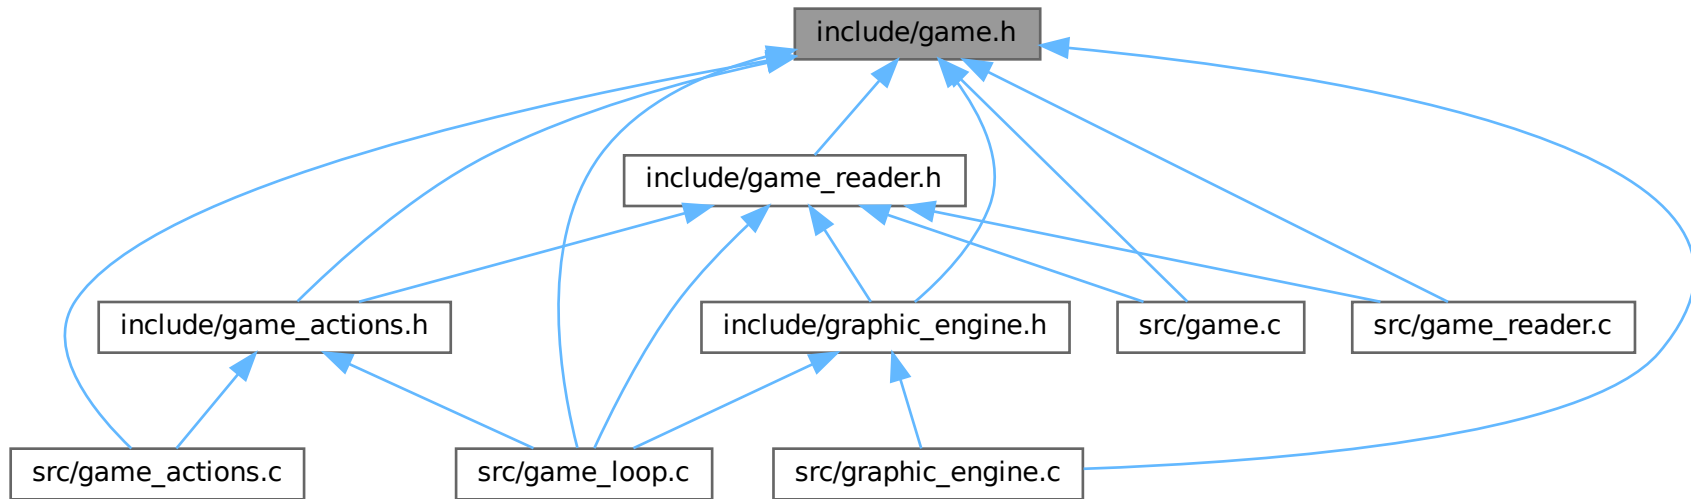 include/game.h
include/game_reader.h
include/game_actions.h
include/graphic_engine.h
src/game.c
src/game_reader.c
src/game_actions.c
src/game_loop.c
src/graphic_engine.c